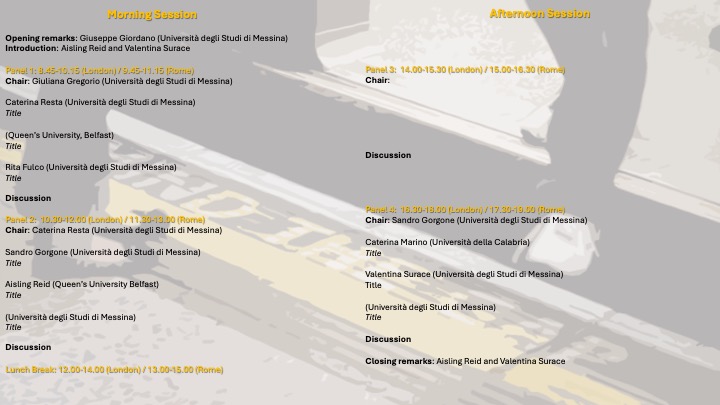 Morning Session
Opening remarks: Giuseppe Giordano (Università degli Studi di Messina)
Introduction: Aisling Reid and Valentina Surace
Panel 1: 8.45-10.15 (London) / 9.45-11.15 (Rome)
Chair: Giuliana Gregorio (Università degli Studi di Messina)
Caterina Resta (Università degli Studi di Messina)
Title
(Queen's University, Belfast)
Title
Rita Fulco (Università degli Studi di Messina)
Title
Discussion
Panel 2: 10.30-12.00 (London) / 11.30-13.00 (Rome)
Chair: Caterina Resta (Università degli Studi di Messina)
Sandro Gorgone (Università degli Studi di Messina)
Title
Aisling Reid (Queen's University Belfast)
Title
(Università degli Studi di Messina)
Title
Discussion
Lunch Break: 12.00-14.00 (London) / 13.00-15.00 (Rome)
Afternoon Session
Panel 3: 14.00-15.30 (London) / 15.00-16.30 (Rome)
Chair:
Discussion
Panel 4: 16.30-18.00 (London) / 17.30-19.00 (Rome)
Chair: Sandro Gorgone (Università degli Studi di Messina)
Caterina Marino (Università della Calabria)
Title
Valentina Surace (Università degli Studi di Messina)
Title
(Università degli Studi di Messina)
Title
Discussion
Closing remarks: Aisling Reid and Valentina Surace